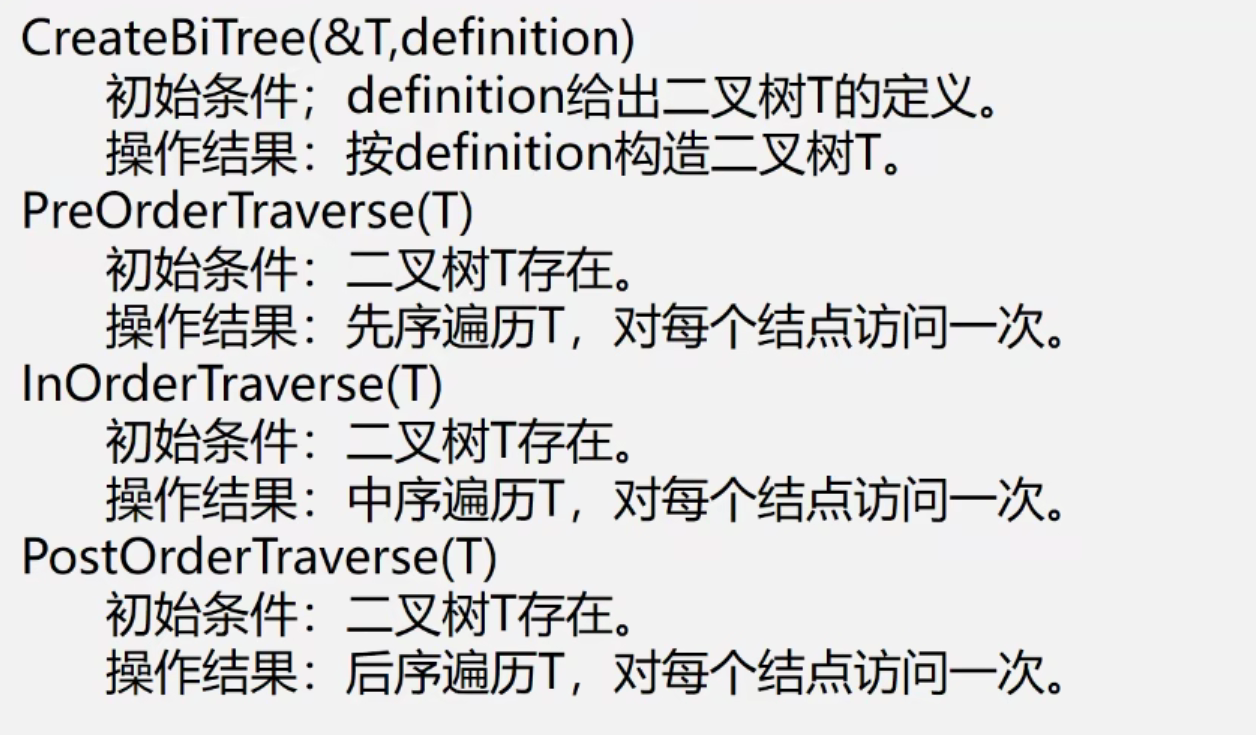 CreateBiTree(&T,definition)
初始条件；definition给出二叉树T的定义。
操作结果：按definition构造二叉树T。
PreOrderTraverse(T)
初始条件：二叉树T存在。
操作结果：先序遍历T，对每个结点访问一次。
InOrderTraverse(T)
初始条件：二叉树T存在。
操作结果：中序遍历T，对每个结点访问一次。
PostOrderTraverse(T)
初始条件：二叉树T存在。
操作结果：后序遍历T，对每个结点访问一次。